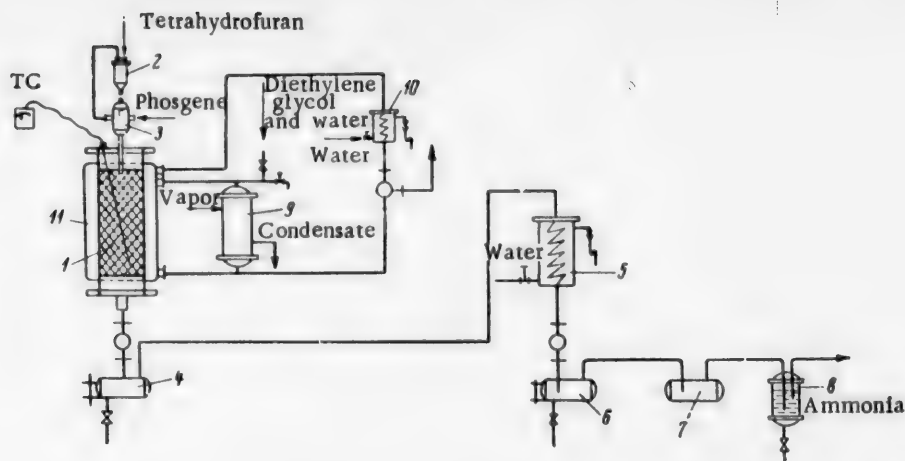 Tetrahydrofuran
2
TC
Phosgene
3
Diethylene
glycol
and water
10
Water
Vapor
9
Condensate
11
1
Water
5
4
6
7
8
Ammonia